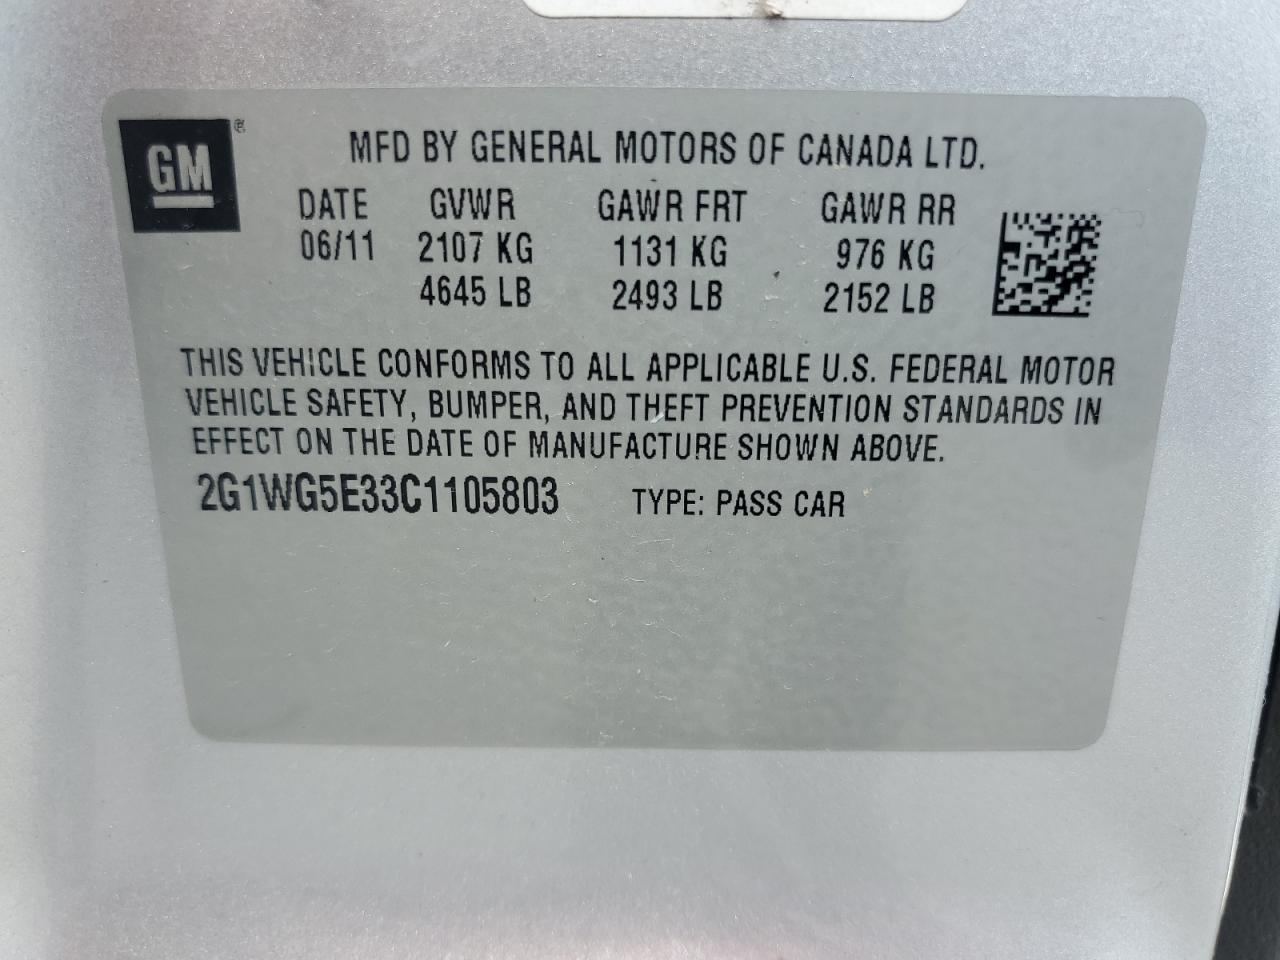 GM®
MFD BY GENERAL MOTORS OF CANADA LTD.
DATE GVWR GAWR FRT GAWR RR
06/11 2107 KG 1131 KG 976 KG
4645 LB 2493 LB 2152 LB
THIS VEHICLE CONFORMS TO ALL APPLICABLE U.S. FEDERAL MOTOR
VEHICLE SAFETY, BUMPER, AND THEFT PREVENTION STANDARDS IN
EFFECT ON THE DATE OF MANUFACTURE SHOWN ABOVE.
2G1WG5E33C1105803 TYPE: PASS CAR